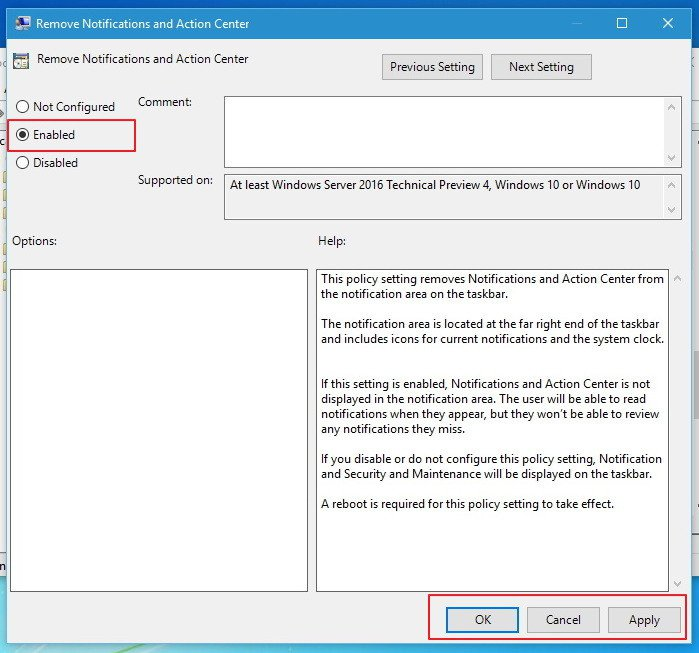 Remove Notifications and Action Center
Remove Notifications and Action Center
Previous Setting
Next Setting
Not Configured
Enabled
Disabled
Comment:
Supported on:
At least Windows Server 2016 Technical Preview 4, Windows 10 or Windows 10
Options:
Help:
This policy setting removes Notifications and Action Center from
the notification area on the taskbar.
The notification area is located at the far right end of the taskbar
and includes icons for current notifications and the system clock.
If this setting is enabled, Notifications and Action Center is not
displayed in the notification area. The user will be able to read
notifications when they appear, but they won't be able to review
any notifications they miss.
If you disable or do not configure this policy setting, Notification
and Security and Maintenance will be displayed on the taskbar.
A reboot is required for this policy setting to take effect.
OK
Cancel
Apply